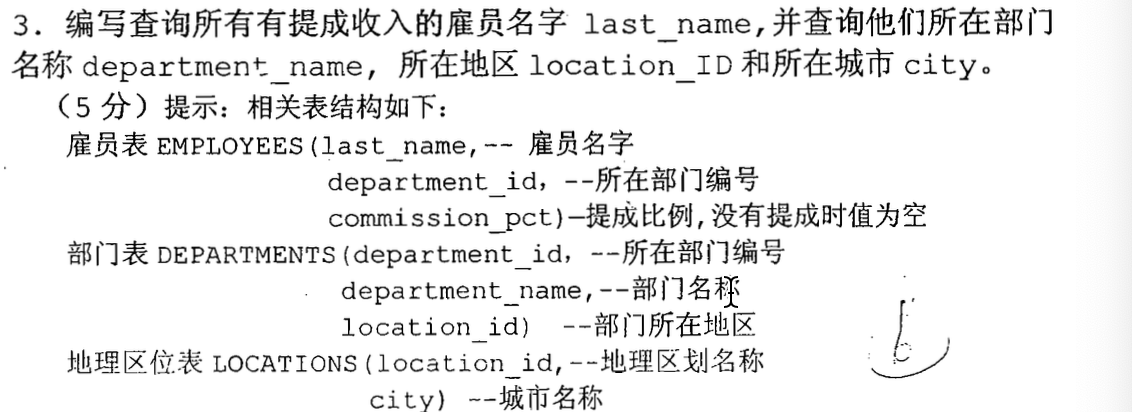 3. 编写查询所有有提成收入的雇员名字 last_name,并查询他们所在部门
名称 department_name, 所在地区 location_ID 和所在城市 city。
(5 分) 提示: 相关表结构如下:
雇员表 EMPLOYEES(last_name,-- 雇员名字
department_id, --所在部门编号
commission_pct)—提成比例,没有提成时值为空
部门表 DEPARTMENTS(department_id, --所在部门编号
department_name,--部门名称
location_id) --部门所在地区
地理区位表 LOCATIONS(location_id,--地理区划名称
city) --城市名称